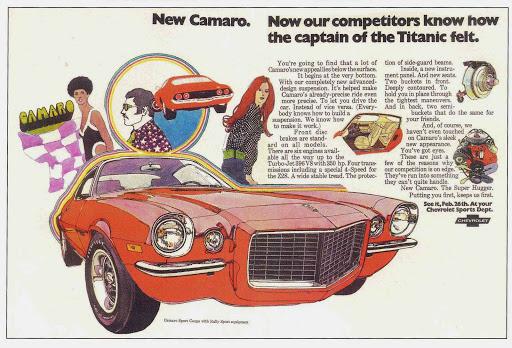 New Camaro.
Now our competitors know how
the captain of the Titanic felt.
CAMARO
You're going to find that a lot of
Camaro's new appeal lies below the surface.
It begins at the very bottom.
With our completely new advanced-
design suspension. It's helped make
Camaro's already-precise ride even
more precise. To let you drive the
car, instead of vice versa. (Every-
body knows how to build a
suspension. We know how
to make it work.)
Front disc
brakes are stand-
ard on all models.
There are six engines avail-
able all the way up to the
Turbo-Jet 396 V8 with 350 hp. Four trans-
missions including a special 4-Speed for
the Z28. A wide stable tread. The protec-
tion of side-guard beams.
Inside, a new instru-
ment panel. And new seats.
Two buckets in front.
Deeply contoured. To
hold you in place through
the tightest maneuvers.
And in back, two semi-
buckets that do the same for
your friends.
And, of course, we
haven't even touched
on Camaro's sleek
new appearance.
You've got eyes.
These are just a
few of the reasons why
our competition is on edge.
They've run into something
they can't quite handle.
New Camaro. The Super Hugger.
Putting you first, keeps us first.
See it, Feb. 26th. At your
Chevrolet Sports Dept.
CHEVROLET
Camaro Sport Coupe with Rally Sport equipment